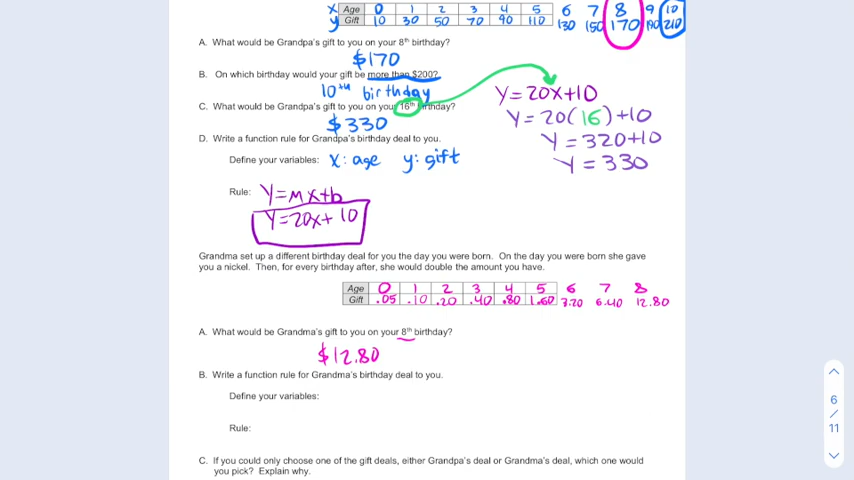 x Age 0 1 2 3 4 5 6 7 8 9 10
y Gift 10 30 50 70 90 110 130 150 170 190 210
A. What would be Grandpa's gift to you on your 8th birthday?
$170
B. On which birthday would your gift be more than $200?
10th birthday
C. What would be Grandpa's gift to you on your 16th birthday?
$330
Y=20x+10
Y=20(16)+10
Y=320+10
Y=330
D. Write a function rule for Grandpa's birthday deal to you.
Define your variables: x: age y: gift
Rule: Y=mx+b
Y=20x+10
Grandma set up a different birthday deal for you the day you were born. On the day you were born she gave
you a nickel. Then, for every birthday after, she would double the amount you have.
Age 0 1 2 3 4 5 6 7 8
Gift .05 .10 .20 .40 .80 1.60 3.20 6.40 12.80
A. What would be Grandma's gift to you on your 8th birthday?
$12.80
B. Write a function rule for Grandma's birthday deal to you.
Define your variables:
Rule:
C. If you could only choose one of the gift deals, either Grandpa's deal or Grandma's deal, which one would
you pick? Explain why.
6
/
11